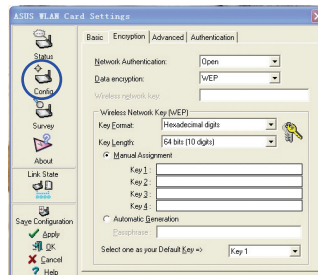 ASUS WLAN Card Settings
Status
Config
Survey
About
Link State
Save Configuration
Apply
OK
Cancel
Help
Basic Encryption Advanced Authentication
Network Authentication: Open
Data encryption: WEP
Wireless network key:
Wireless Network Key (WEP)
Key Format: Hexadecimal digits
Key Length: 64 bits (10 digits)
Manual Assignment
Key 1 :
Key 2 :
Key 3 :
Key 4 :
Automatic Generation
Passphrase :
Select one as your Default Key => Key 1